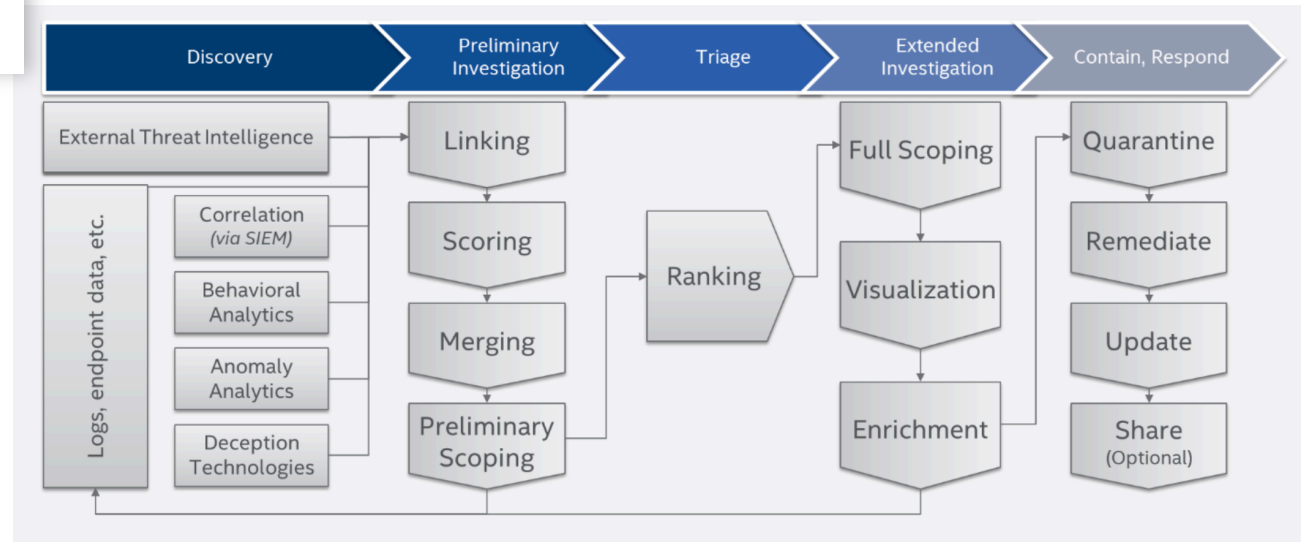 Discovery
Preliminary
Investigation
Triage
Extended
Investigation
Contain, Respond
External Threat Intelligence
Logs, endpoint data, etc.
Correlation
(via SIEM)
Behavioral
Analytics
Anomaly
Analytics
Deception
Technologies
Linking
Scoring
Merging
Preliminary
Scoping
Ranking
Full Scoping
Visualization
Enrichment
Quarantine
Remediate
Update
Share
(Optional)